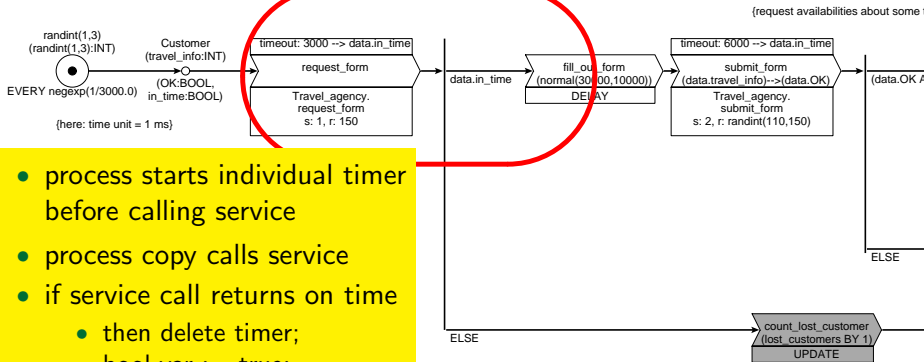 {request availabilities about some
randint(1,3)
(randint(1,3):INT)
EVERY negexp(1/3000.0)
{here: time unit = 1 ms}
Customer
(travel_info:INT)
(OK:BOOL,
in_time:BOOL)
timeout: 3000 --> data.in_time
request_form
Travel_agency.
request_form
s: 1, r: 150
data.in_time
fill_out_form
(normal(30000,10000))
DELAY
timeout: 6000 --> data.in_time
submit_form
(data.travel_info)-->(data.OK)
Travel_agency.
submit_form
s: 2, r: randint(110,150)
(data.OK A
ELSE
• process starts individual timer
before calling service
• process copy calls service
• if service call returns on time
• then delete timer;
ELSE
count_lost_customer
(lost_customers BY 1)
UPDATE